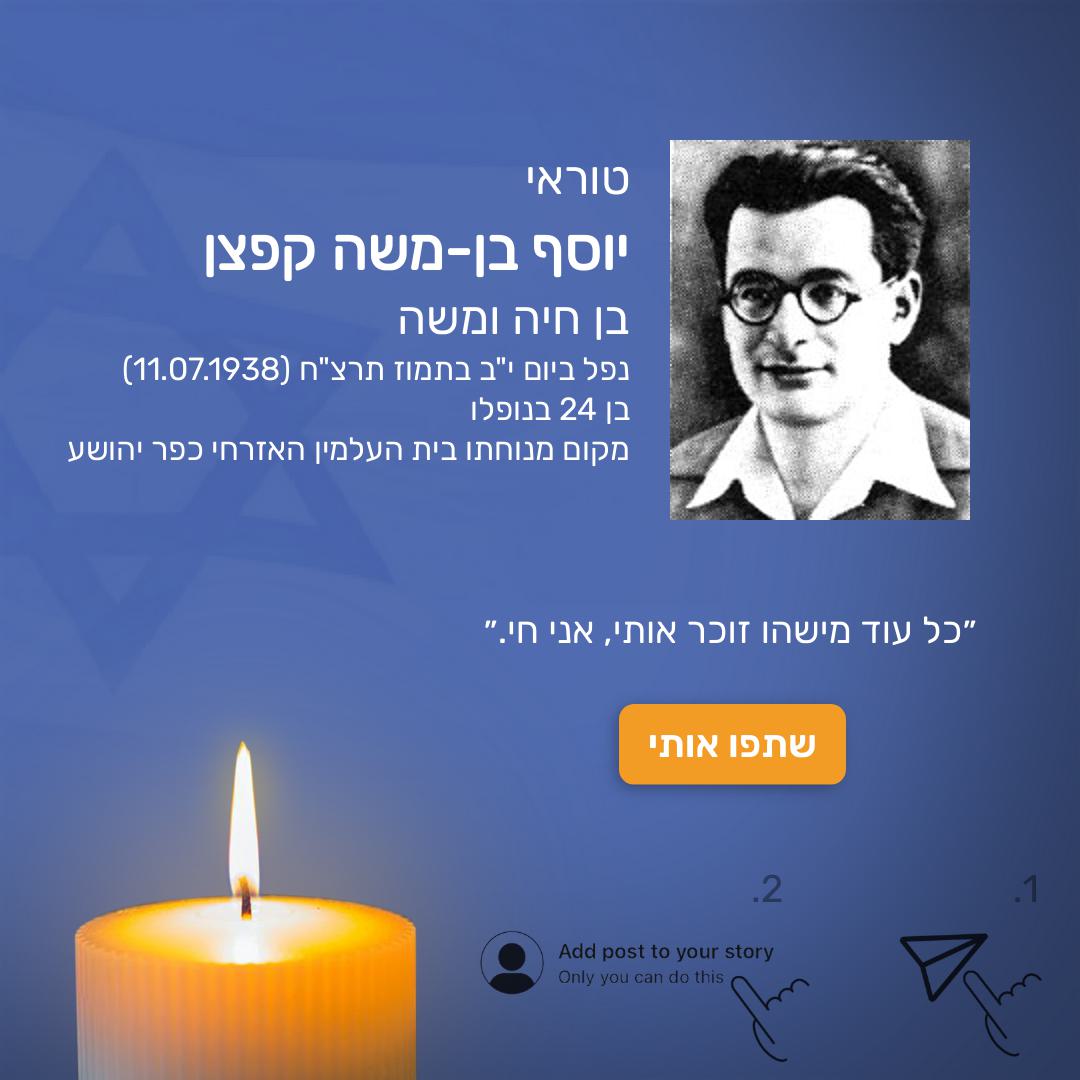 טוראי
יוסף בן-משה קפצן
בן חיה ומשה
נפל ביום י"ב בתמוז תרצ"ח (11.07.1938)
בן 24 בנופלו
מקום מנוחתו בית העלמין האזרחי כפר יהושע
״כל עוד מישהו זוכר אותי, אני חי.״
שתפו אותי
1.
2.
Add post to your story
Only you can do this